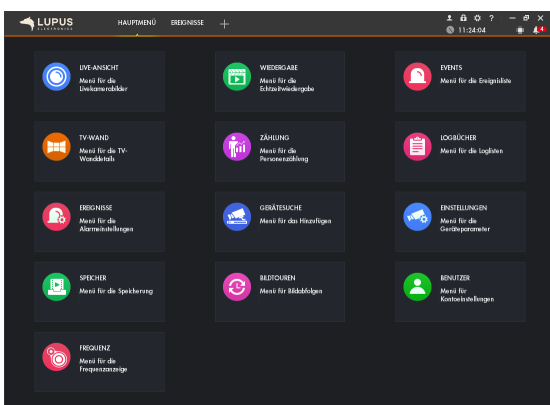 LUPUS
ELECTRONICS
HAUPTMENÜ
EREIGNISSE
11:24:04
4
LIVE-ANSICHT
Menü für die
Livekamerabilder
WIEDERGABE
Menü für die
Echtzeitwiedergabe
EVENTS
Menü für die Ereignisliste
TV-WAND
Menü für die TV-
Wanddetails
ZÄHLUNG
Menü für die
Personenzählung
LOGBÜCHER
Menü für die Loglisten
EREIGNISSE
Menü für die
Alarmeinstellungen
GERÄTESUCHE
Menü für das Hinzufügen
EINSTELLUNGEN
Menü für die
Geräteparameter
SPEICHER
Menü für die Speicherung
BILDTOUREN
Menü für Bildabfolgen
BENUTZER
Menü für
Kontoeinstellungen
FREQUENZ
Menü für die
Frequenzanzeige